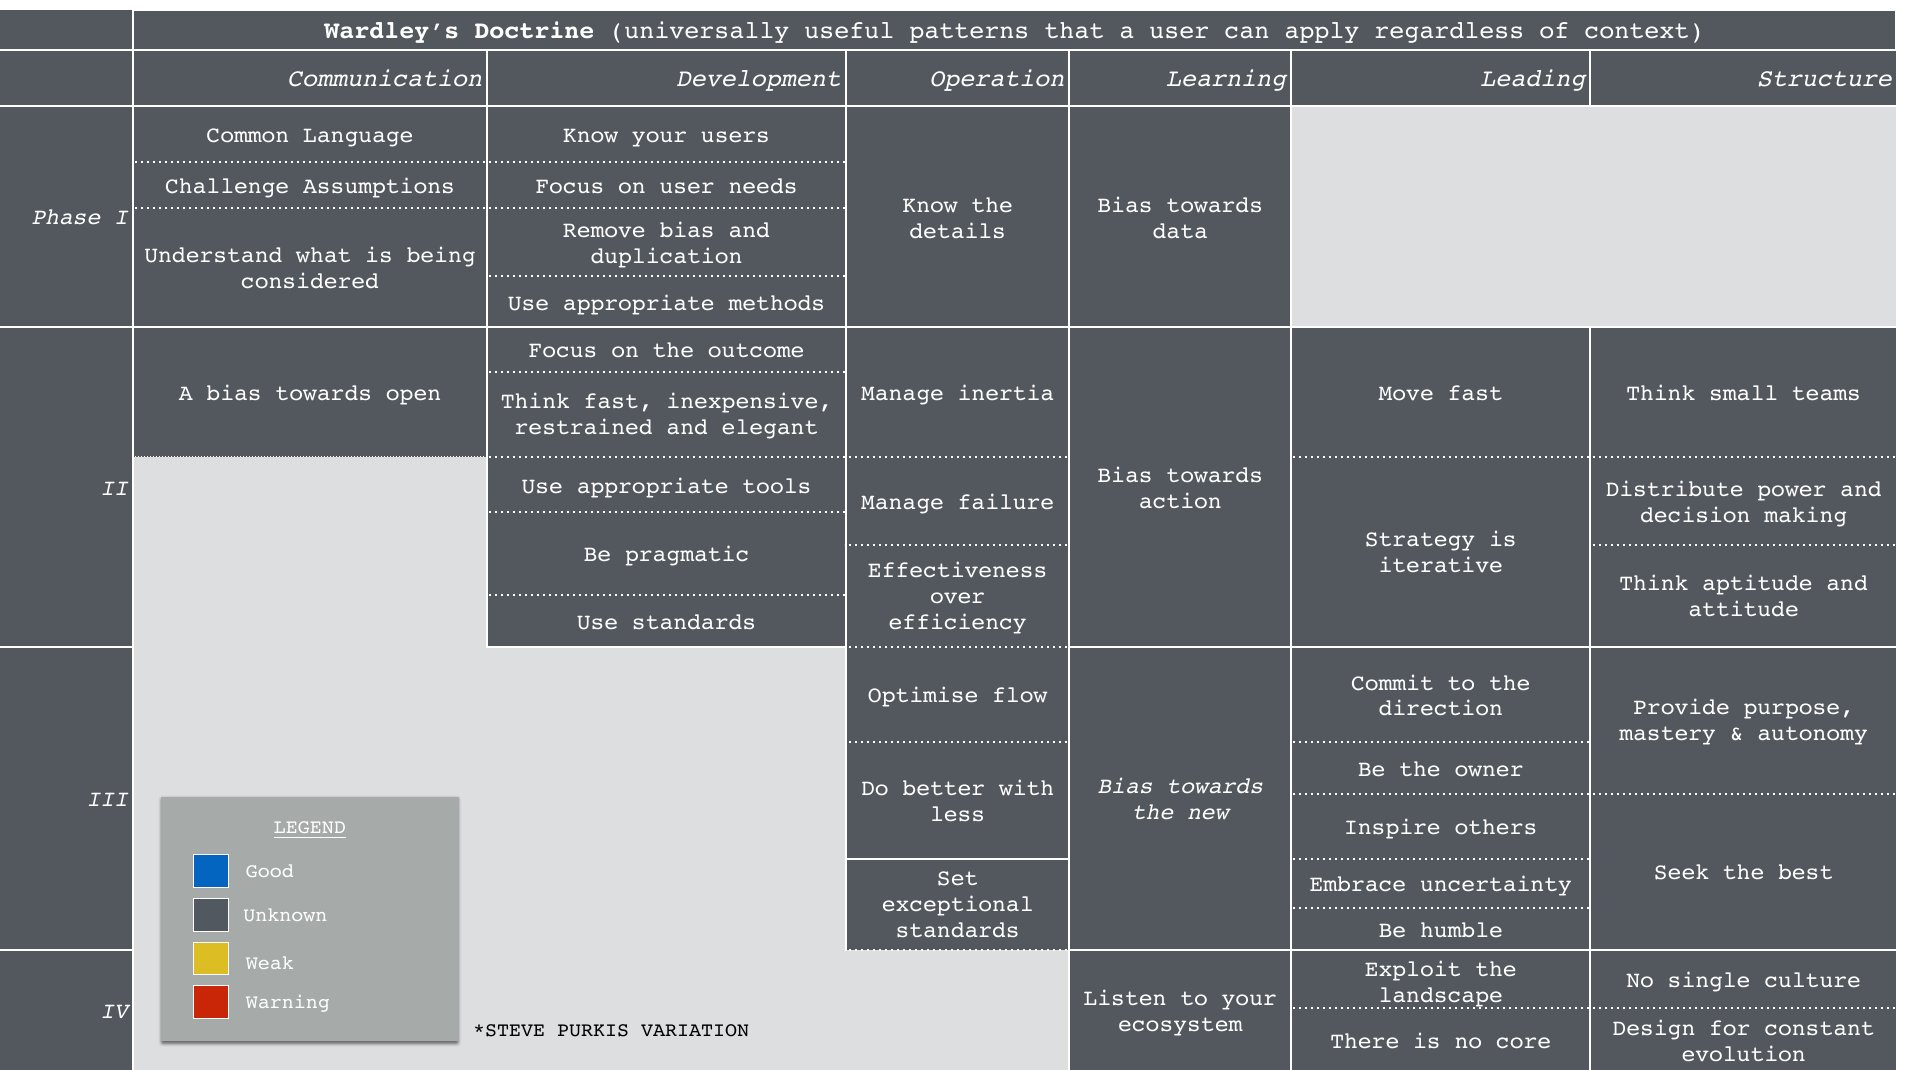 Wardley’s Doctrine (universally useful patterns that a user can apply regardless of context)
Communication
Development
Operation
Learning
Leading
Structure
Phase I
Common Language
Challenge Assumptions
Understand what is being
considered
Know your users
Focus on user needs
Remove bias and
duplication
Use appropriate methods
Know the
details
Bias towards
data
II
A bias towards open
Focus on the outcome
Think fast, inexpensive,
restrained and elegant
Use appropriate tools
Be pragmatic
Use standards
Manage inertia
Manage failure
Effectiveness
over
efficiency
Bias towards
action
Move fast
Strategy is
iterative
Think small teams
Distribute power and
decision making
Think aptitude and
attitude
III
Optimise flow
Do better with
less
Set
exceptional
standards
Bias towards
the new
Commit to the
direction
Be the owner
Inspire others
Embrace uncertainty
Be humble
Provide purpose,
mastery & autonomy
Seek the best
IV
Listen to your
ecosystem
Exploit the
landscape
There is no core
No single culture
Design for constant
evolution
LEGEND
Good
Unknown
Weak
Warning
*STEVE PURKIS VARIATION